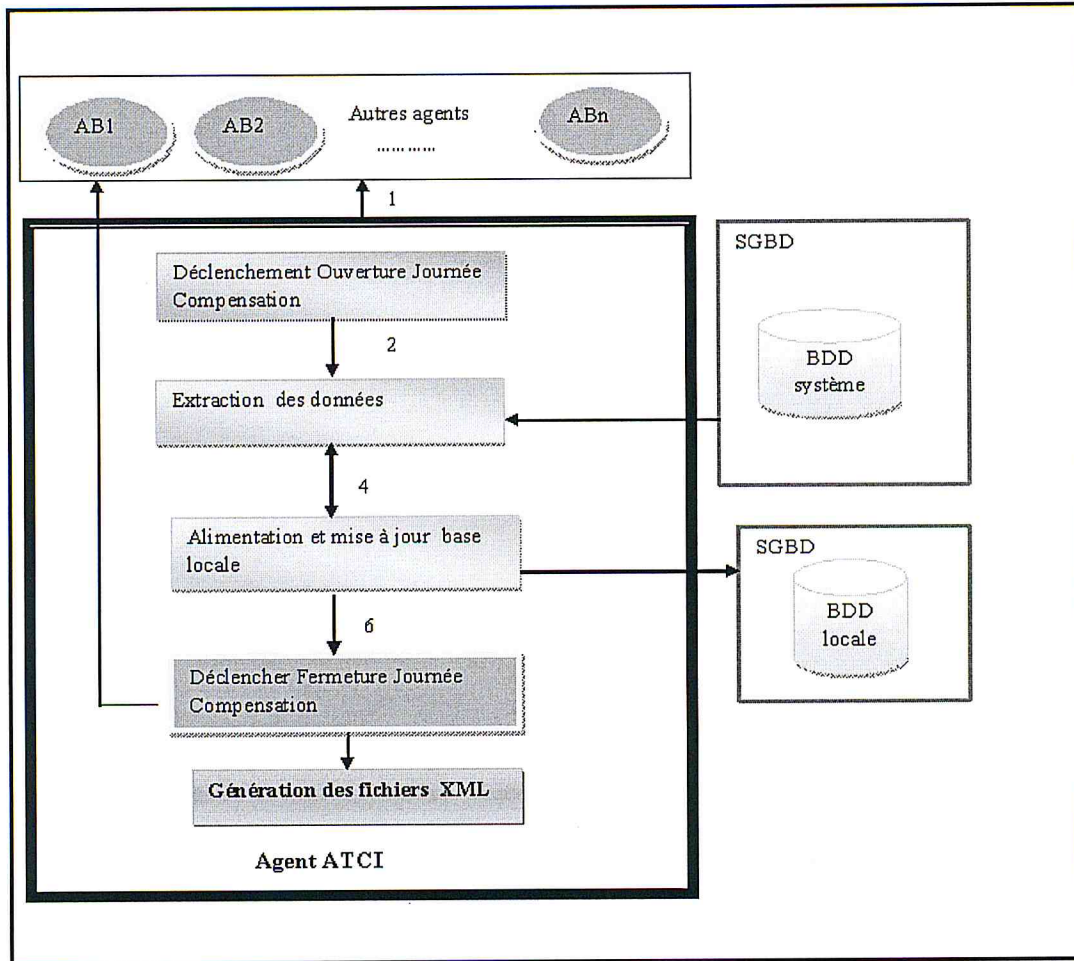 AB1
AB2
Autres agents
............
ABn
1
Déclenchement Ouverture Journée
Compensation
2
Extraction des données
4
Alimentation et mise à jour base
locale
6
Déclencher Fermeture Journée
Compensation
Génération des fichiers XML
Agent ATCI
SGBD
BDD
système
SGBD
BDD
locale